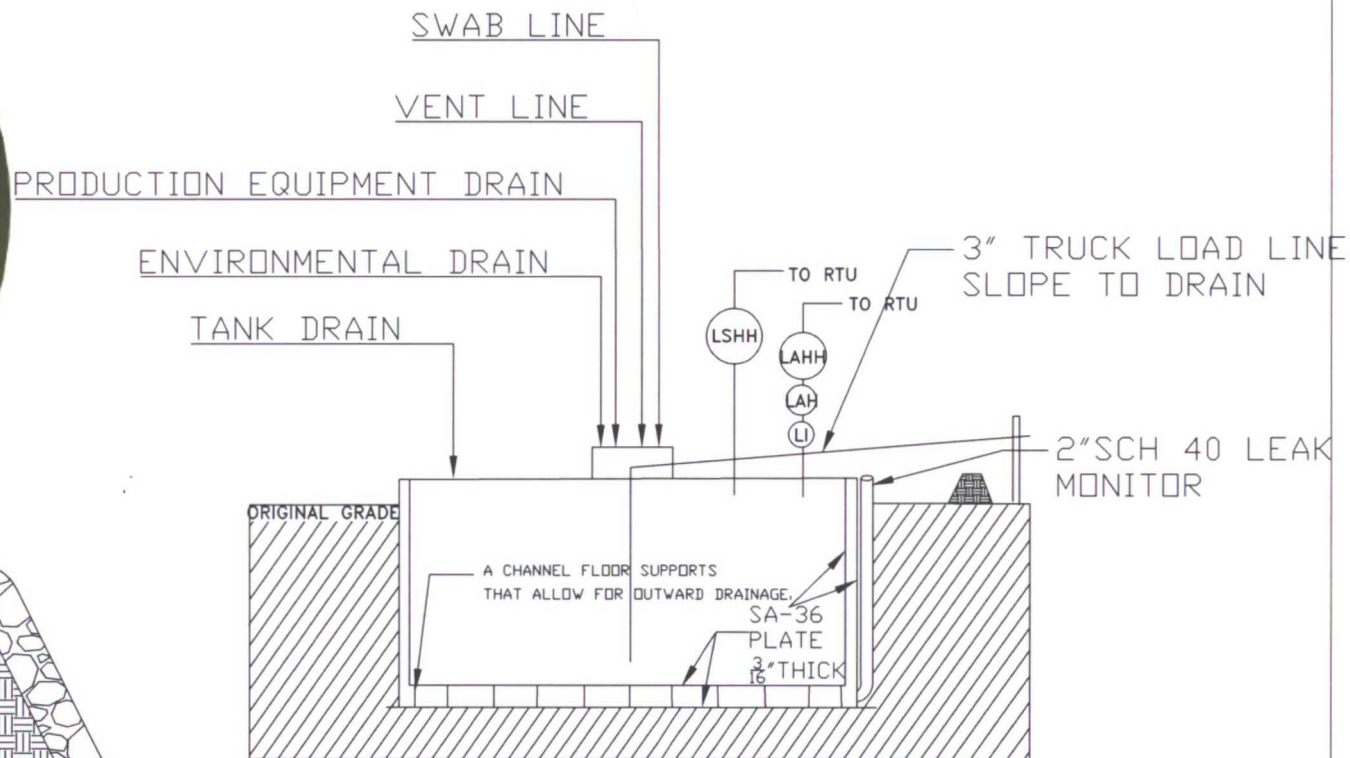 SWAB LINE
VENT LINE
PRODUCTION EQUIPMENT DRAIN
ENVIRONMENTAL DRAIN
TANK DRAIN
3" TRUCK LOAD LINE
SLOPE TO DRAIN
TO RTU
TO RTU
LSHH
LAHH
LAH
LI
2"SCH 40 LEAK
MONITOR
ORIGINAL GRADE
A CHANNEL FLOOR SUPPORTS
THAT ALLOW FOR OUTWARD DRAINAGE.
SA-36
PLATE
3/16"THICK